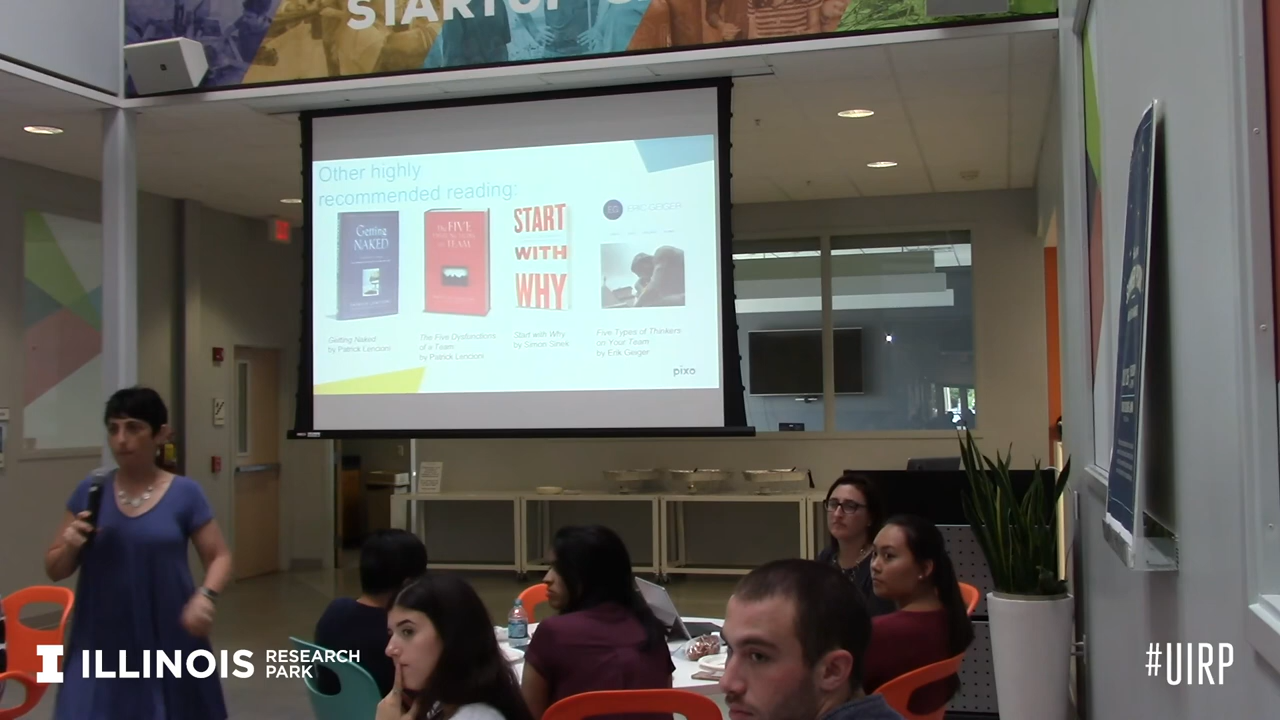 STARTUP
Other highly
recommended reading:
Getting
NAKED
The FIVE
TEAM
START
WITH
WHY
ERIC GEIGER
Getting Naked
by Patrick Lencioni
The Five Dysfunctions
of a Team
by Patrick Lencioni
Start with Why
by Simon Sinek
Five Types of Thinkers
on Your Team
by Erik Geiger
pixo
I ILLINOIS RESEARCH
PARK
#UIRP